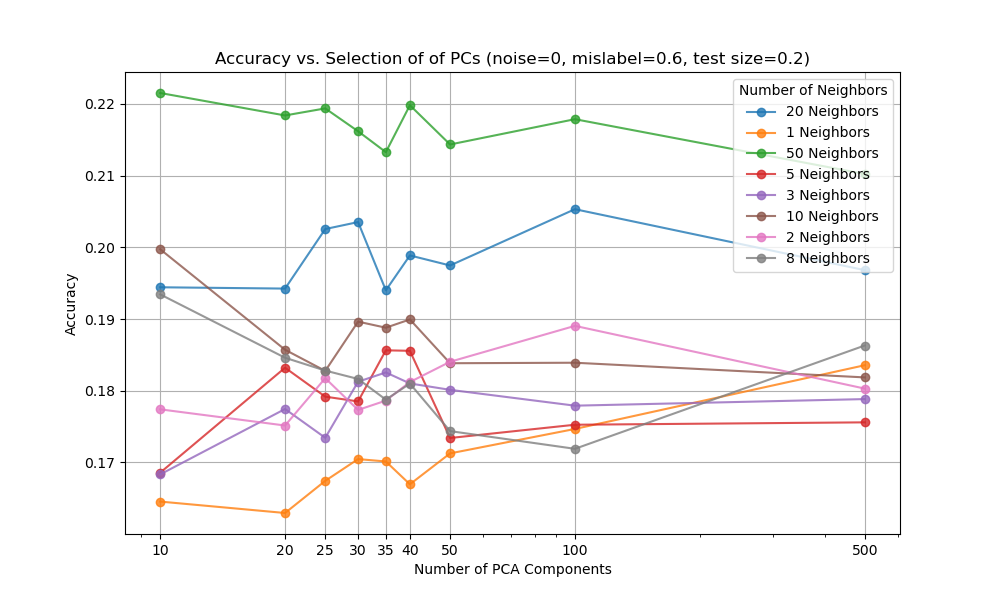 Accuracy vs. Selection of of PCs (noise=0, mislabel=0.6, test size=0.2)
Number of Neighbors
20 Neighbors
1 Neighbors
50 Neighbors
5 Neighbors
3 Neighbors
10 Neighbors
2 Neighbors
8 Neighbors
0.22
0.21
0.20
0.19
0.18
0.17
Accuracy
10 20 25 30 35 40 50 100 500
Number of PCA Components